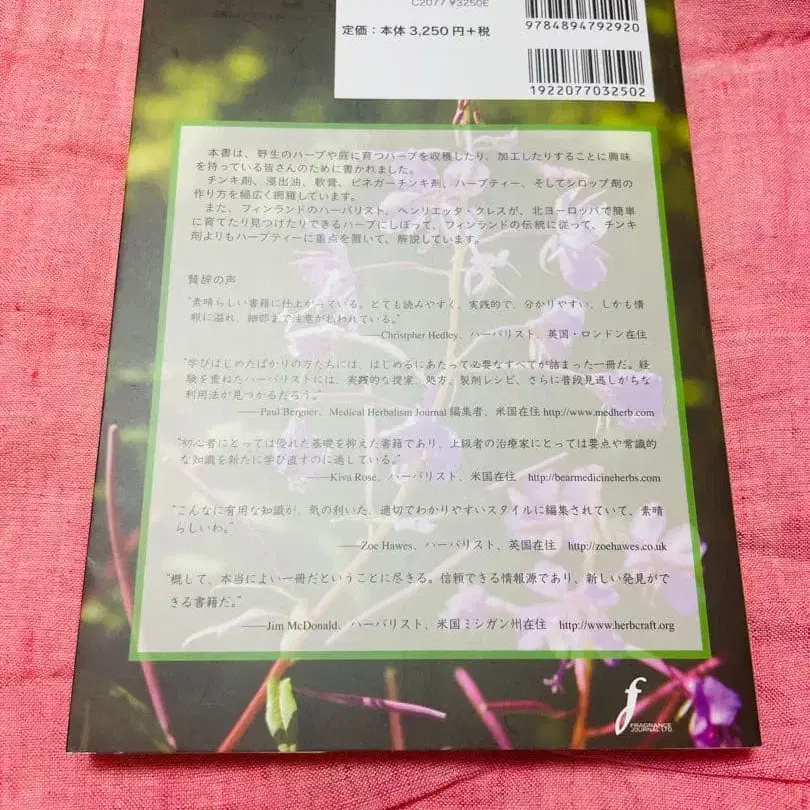 C2077 ¥3250E
定価：本体3,250円+税
9784894792920
1922077032502
本書は、野生のハーブや庭に育つハーブを収穫したり、加工したりすることに興味
を持っている皆さんのために書かれました。
チンキ剤、浸出油、軟膏、ビネガーチンキ剤、ハーブティー、そしてシロップ剤の
作り方を幅広く網羅しています。
また、フィンランドのハーバリスト、ヘンリエッタ・クレスが、北ヨーロッパで簡単
に育てたり見つけたりできるハーブにしぼって、フィンランドの伝統に従って、チンキ
剤よりもハーブティーに重点を置いて、解説しています。
賛辞の声
“素晴らしい書籍に仕上がっている。とても読みやすく、実践的で、分かりやすい、しかも情
報に溢れ、細部まで注意が払われている。”
——Christpher Hedley、ハーバリスト、英国・ロンドン在住
“学びはじめたばかりの方たちには、はじめるにあたって必要なすべてが詰まった一冊だ。経
験を重ねたハーバリストには、実践的な提案、処方、製剤レシピ、さらに普段見逃しがちな
利用法が見つかるだろう。”
——Paul Bergner、Medical Herbalism Journal 編集者、米国在住 http://www.medherb.com
“初心者にとっては優れた基礎を抑えた書籍であり、上級者の治療家にとっては要点や常識的
な知識を新たに学び直すのに適している。”
——Kiva Rose、ハーバリスト、米国在住 http://bearmedicineherbs.com
“こんなに有用な知識が、気の利いた、適切でわかりやすいスタイルに編集されていて、素晴
らしいわ。”
——Zoe Hawes、ハーバリスト、英国在住 http://zoehawes.co.uk
“概して、本当によい一冊だということに尽きる。信頼できる情報源であり、新しい発見がで
きる書籍だ。”
——Jim McDonald、ハーバリスト、米国ミシガン州在住 http://www.herbcraft.org
f
FRAGRANCE
JOURNAL LTD.